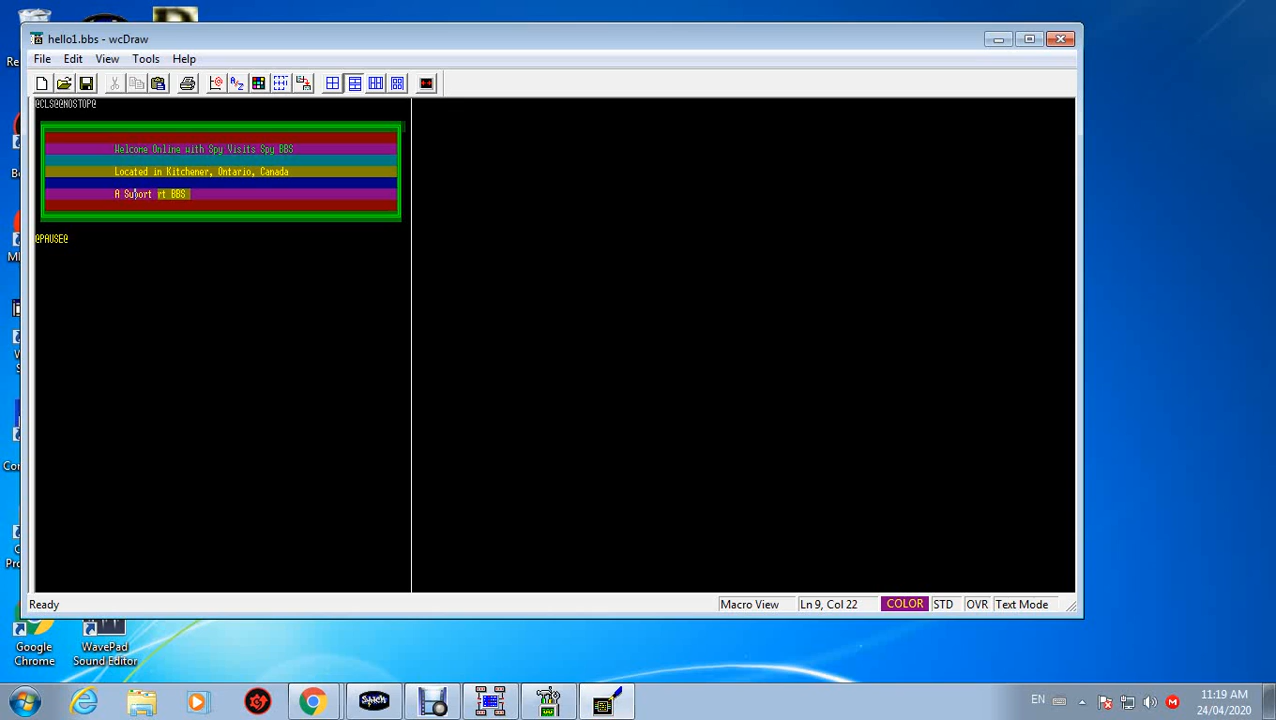 hello1.bbs - wcDraw
File Edit View Tools Help
@CLS@@NOSTOP@
Welcome Online with Spy Visits Spy BBS
Located in Kitchener, Ontario, Canada
A Suport rt BBS
@PAUSE@
Ready
Macro View Ln 9, Col 22 COLOR STD OVR Text Mode
Google
Chrome
WavePad
Sound Editor
EN
11:19 AM
24/04/2020